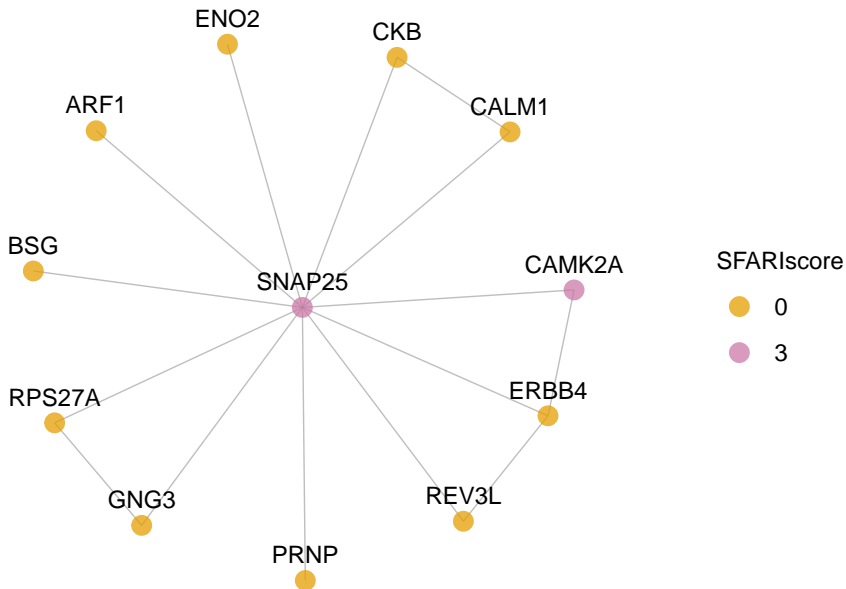 ENO2
CKB
ARF1
CALM1
BSG
SNAP25
CAMK2A
SFARIscore
0
3
RPS27A
ERBB4
GNG3
REV3L
PRNP